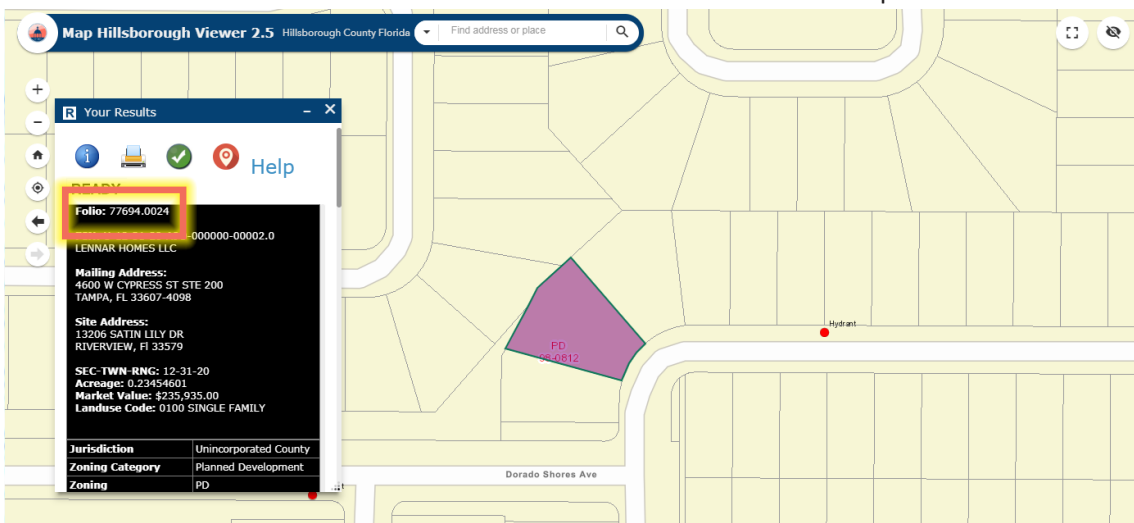 Map Hillsborough Viewer 2.5 Hillsborough County Florida Find address or place
R Your Results
Help
READY
Folio: 77694.0024
-000000-00002.0
LENNAR HOMES LLC
Mailing Address:
4600 W CYPRESS ST STE 200
TAMPA, FL 33607-4098
Site Address:
13206 SATIN LILY DR
RIVERVIEW, Fl 33579
SEC-TWN-RNG: 12-31-20
Acreage: 0.23454601
Market Value: $235,935.00
Landuse Code: 0100 SINGLE FAMILY
Jurisdiction Unincorporated County
Zoning Category Planned Development
Zoning PD
PD
98-0812
Hydrant
Dorado Shores Ave